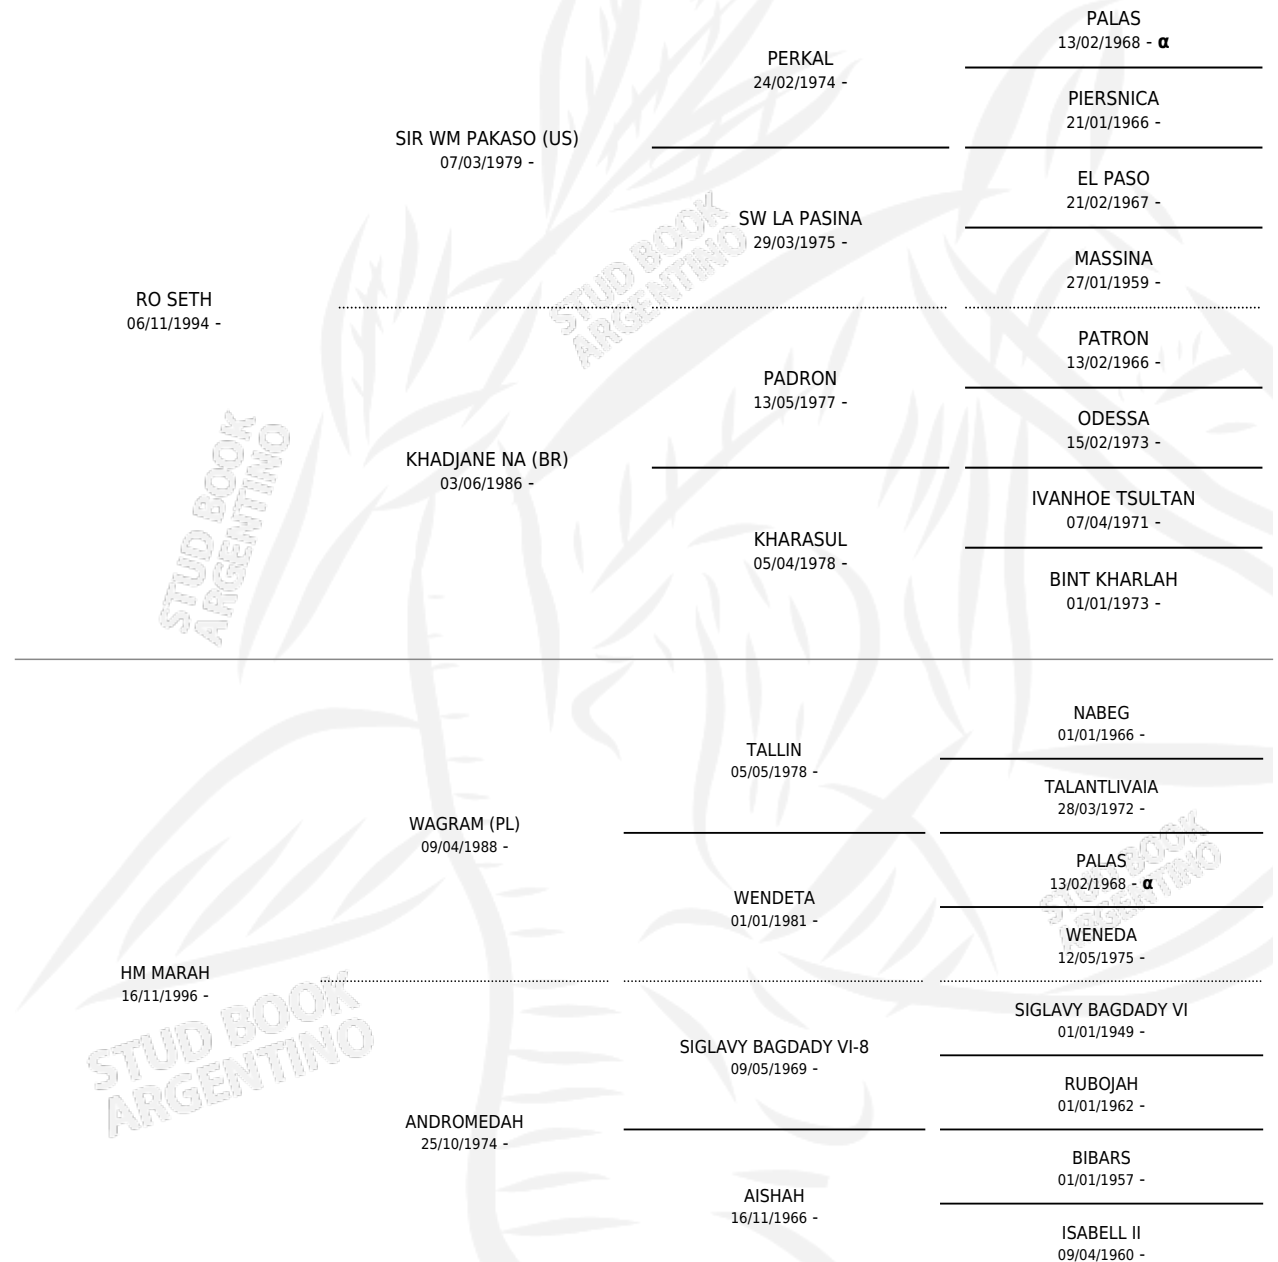 PALAS
13/02/1968 - α
PERKAL
24/02/1974 -
PIERSNICA
21/01/1966 -
SIR WM PAKASO (US)
07/03/1979 -
EL PASO
21/02/1967 -
SW LA PASINA
29/03/1975 -
MASSINA
27/01/1959 -
RO SETH
06/11/1994 -
PATRON
13/02/1966 -
PADRON
13/05/1977 -
ODESSA
15/02/1973 -
KHADJANE NA (BR)
03/06/1986 -
IVANHOE TSULTAN
07/04/1971 -
KHARASUL
05/04/1978 -
BINT KHARLAH
01/01/1973 -
NABEG
01/01/1966 -
TALLIN
05/05/1978 -
TALANTLIVAIA
28/03/1972 -
WAGRAM (PL)
09/04/1988 -
PALAS
13/02/1968 - α
WENDETA
01/01/1981 -
WENEDA
12/05/1975 -
HM MARAH
16/11/1996 -
SIGLAVY BAGDADY VI
01/01/1949 -
SIGLAVY BAGDADY VI-8
09/05/1969 -
RUBOJAH
01/01/1962 -
ANDROMEDAH
25/10/1974 -
BIBARS
01/01/1957 -
AISHAH
16/11/1966 -
ISABELL II
09/04/1960 -
STUD BOOK
ARGENTINO
STUD BOOK
ARGENTINO
STUD BOOK
ARGENTINO
STUD BOOK
ARGENTINO